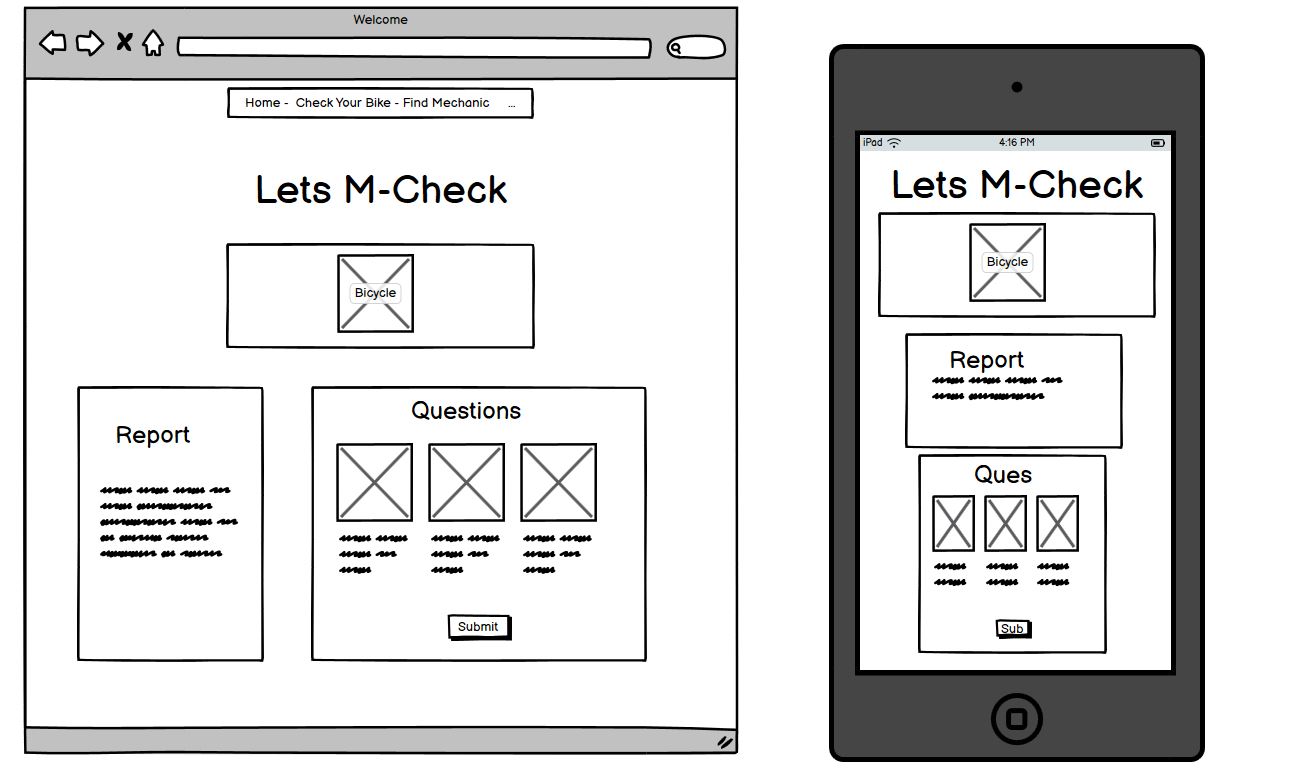 Welcome
Home - Check Your Bike - Find Mechanic ...
Lets M-Check
Bicycle
Report
Questions
Submit
iPad 4:16 PM
Lets M-Check
Bicycle
Report
Ques
Sub